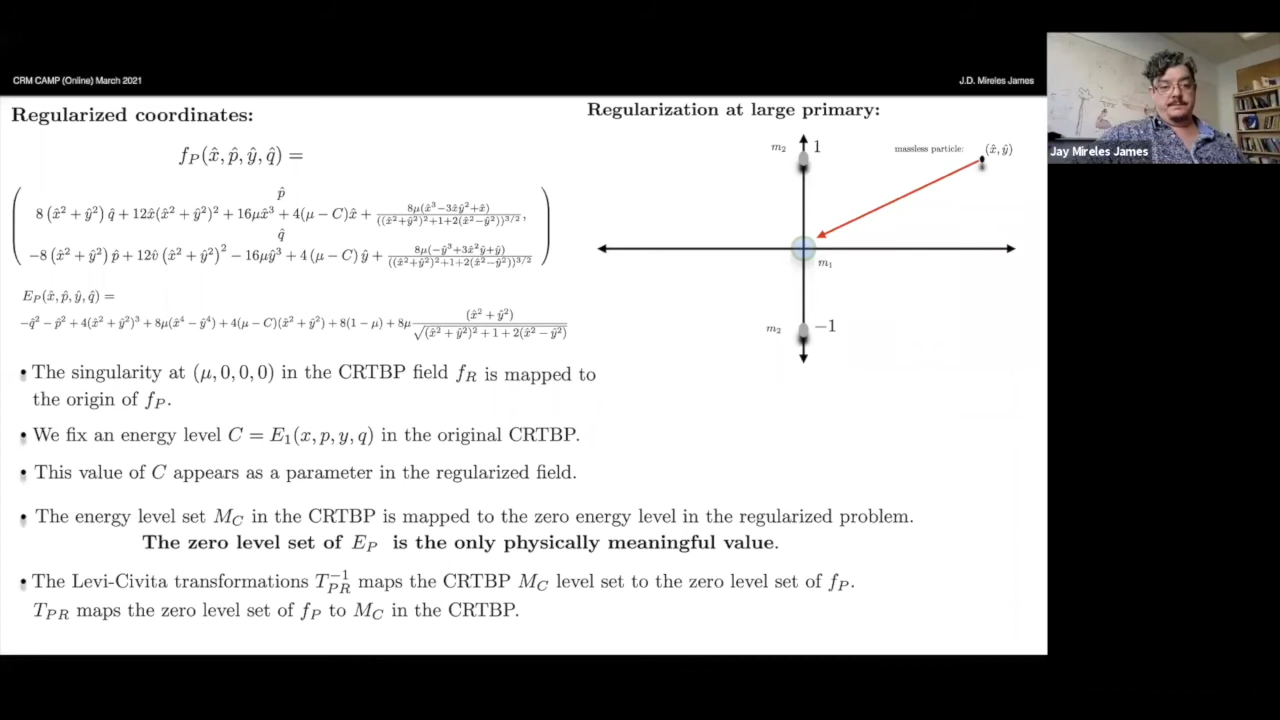 CRM CAMP (Online) March 2021
J.D. Mireles James
Regularized coordinates:
f_P(x̂, p̂, ŷ, q̂) =
p̂
8 (x̂² + ŷ²) q̂ + 12x̂(x̂² + ŷ²)² + 16μx̂³ + 4(μ − C)x̂ + 8μ(x̂³−3x̂ŷ²+x̂) / ((x̂²+ŷ²)²+1+2(x̂²−ŷ²))^{3/2},
q̂
−8 (x̂² + ŷ²) p̂ + 12v̂ (x̂² + ŷ²)² − 16μŷ³ + 4 (μ − C) ŷ + 8μ(−ŷ³+3x̂²ŷ+ŷ) / ((x̂²+ŷ²)²+1+2(x̂²−ŷ²))^{3/2}
E_P(x̂, p̂, ŷ, q̂) =
−q̂² − p̂² + 4(x̂² + ŷ²)³ + 8μ(x̂⁴ − ŷ⁴) + 4(μ − C)(x̂² + ŷ²) + 8(1 − μ) + 8μ (x̂² + ŷ²) / √((x̂² + ŷ²)² + 1 + 2(x̂² − ŷ²))
Regularization at large primary:
m₂
1
massless particle:
(x̂, ŷ)
m₁
m₂
−1
Jay Mireles James
• The singularity at (μ, 0, 0, 0) in the CRTBP field f_R is mapped to
the origin of f_P.
• We fix an energy level C = E₁(x, p, y, q) in the original CRTBP.
• This value of C appears as a parameter in the regularized field.
• The energy level set M_C in the CRTBP is mapped to the zero energy level in the regularized problem.
The zero level set of E_P is the only physically meaningful value.
• The Levi-Civita transformations T_{PR}^{-1} maps the CRTBP M_C level set to the zero level set of f_P.
T_{PR} maps the zero level set of f_P to M_C in the CRTBP.